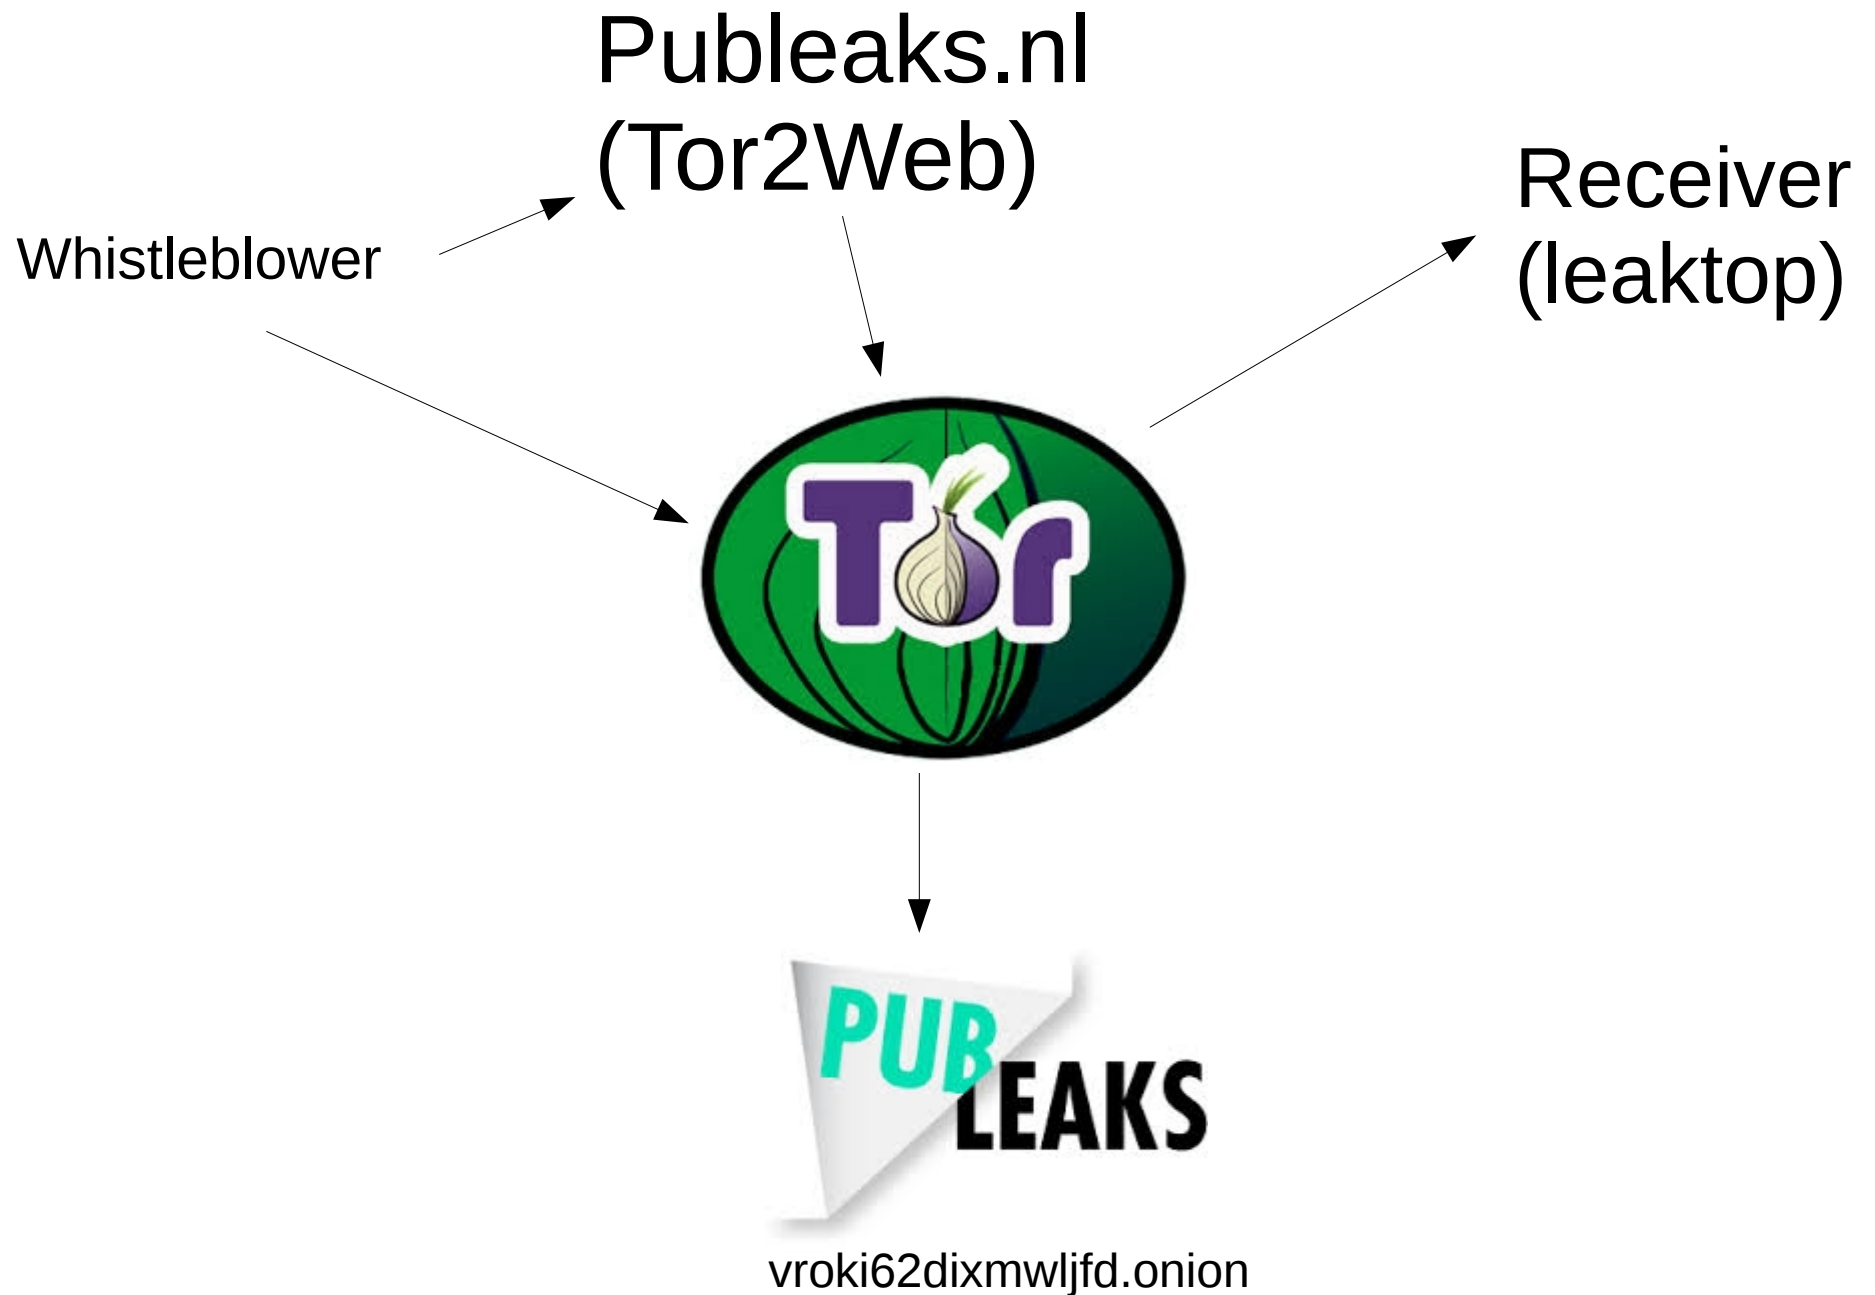 Publeaks.nl
(Tor2Web)
Receiver
(leaktop)
Whistleblower
Tor
PUB
LEAKS
vroki62dixmwljfd.onion